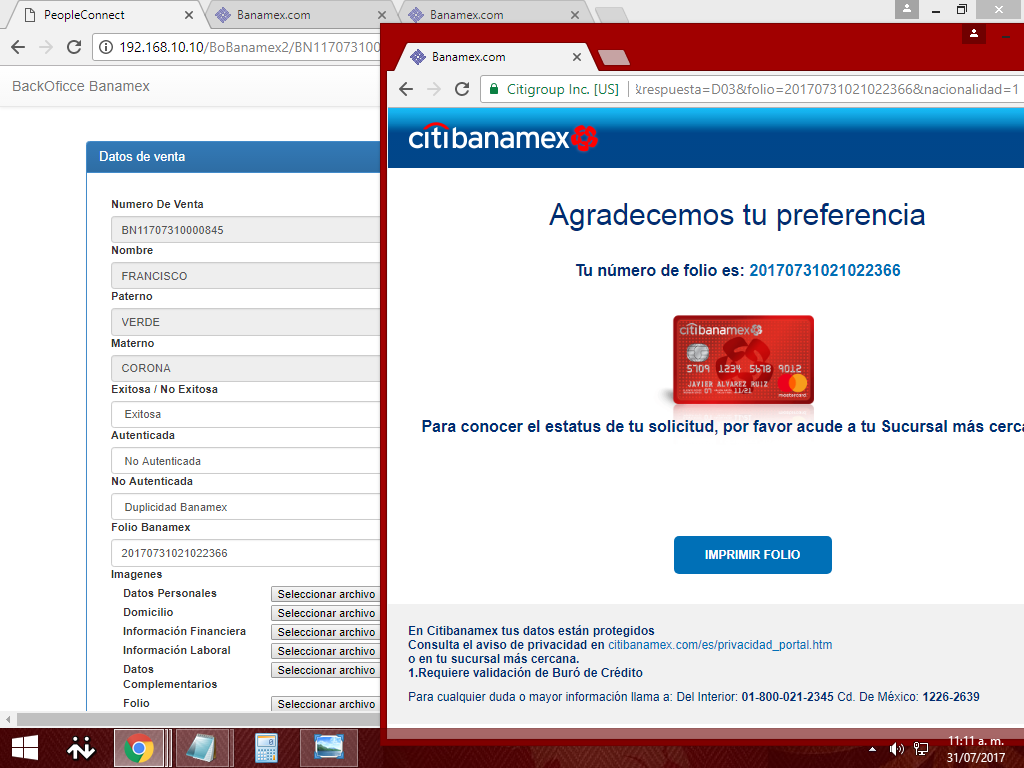 PeopleConnect
Banamex.com
Banamex.com
192.168.10.10/BoBanamex2/BN117073100
BackOficce Banamex
Datos de venta
Numero De Venta
BN11707310000845
Nombre
FRANCISCO
Paterno
VERDE
Materno
CORONA
Exitosa / No Exitosa
Exitosa
Autenticada
No Autenticada
No Autenticada
Duplicidad Banamex
Folio Banamex
20170731021022366
Imagenes
Datos Personales Seleccionar archivo
Domicilio Seleccionar archivo
Información Financiera Seleccionar archivo
Información Laboral Seleccionar archivo
Datos Seleccionar archivo
Complementarios
Folio Seleccionar archivo
Banamex.com
Citigroup Inc. [US] &respuesta=D03&folio=20170731021022366&nacionalidad=1
citibanamex
Agradecemos tu preferencia
Tu número de folio es: 20170731021022366
citibanamex
5709 1234 5678 9012
07 11/21
JAVIER ALVAREZ RUIZ
mastercard
Para conocer el estatus de tu solicitud, por favor acude a tu Sucursal más cerca
IMPRIMIR FOLIO
En Citibanamex tus datos están protegidos
Consulta el aviso de privacidad en citibanamex.com/es/privacidad_portal.htm
o en tu sucursal más cercana.
1.Requiere validación de Buró de Crédito
Para cualquier duda o mayor información llama a: Del Interior: 01-800-021-2345 Cd. De México: 1226-2639
11:11 a. m.
31/07/2017